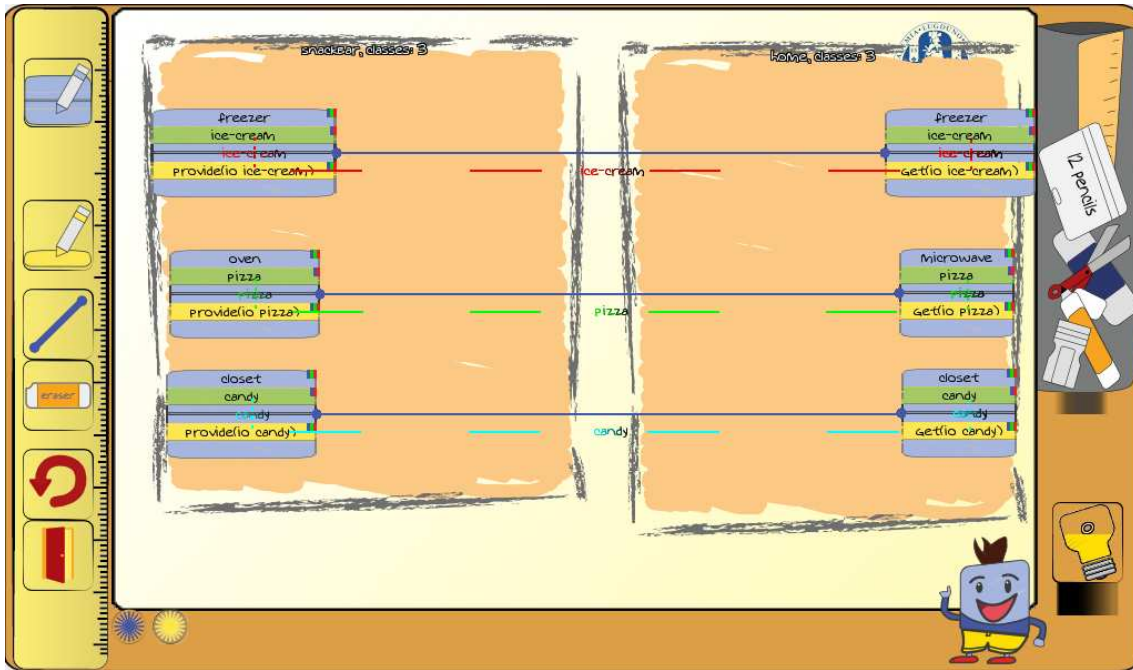 snackBar, classes: 3
freezer
ice-cream
ice-cream
Provide(io ice-cream)
oven
pizza
pizza
Provide(io pizza)
closet
candy
candy
Provide(io candy)
ice-cream
pizza
candy
home, classes: 3
freezer
ice-cream
ice-cream
Get(io ice-cream)
microwave
pizza
pizza
Get(io pizza)
closet
candy
candy
Get(io candy)
eraser
12 pencils